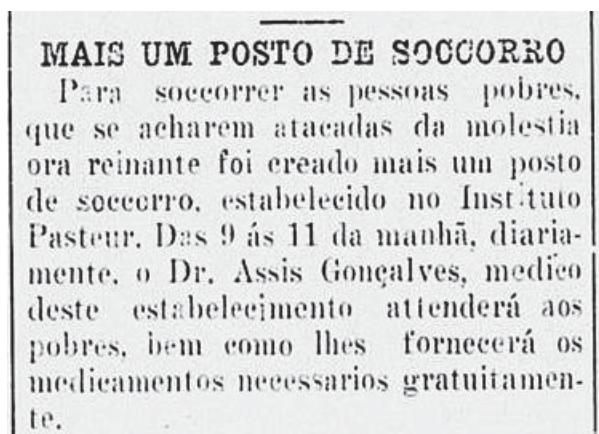 MAIS UM POSTO DE SOCCORRO
Para soccorrer as pessoas pobres,
que se acharem atacadas da molestia
ora reinante foi creado mais um posto
de soccorro, estabelecido no Instituto
Pasteur. Das 9 ás 11 da manhã, diaria-
mente, o Dr. Assis Gonçalves, medico
deste estabelecimento attenderá aos
pobres, bem como lhes fornecerá os
medicamentos necessarios gratuitamen-
te.